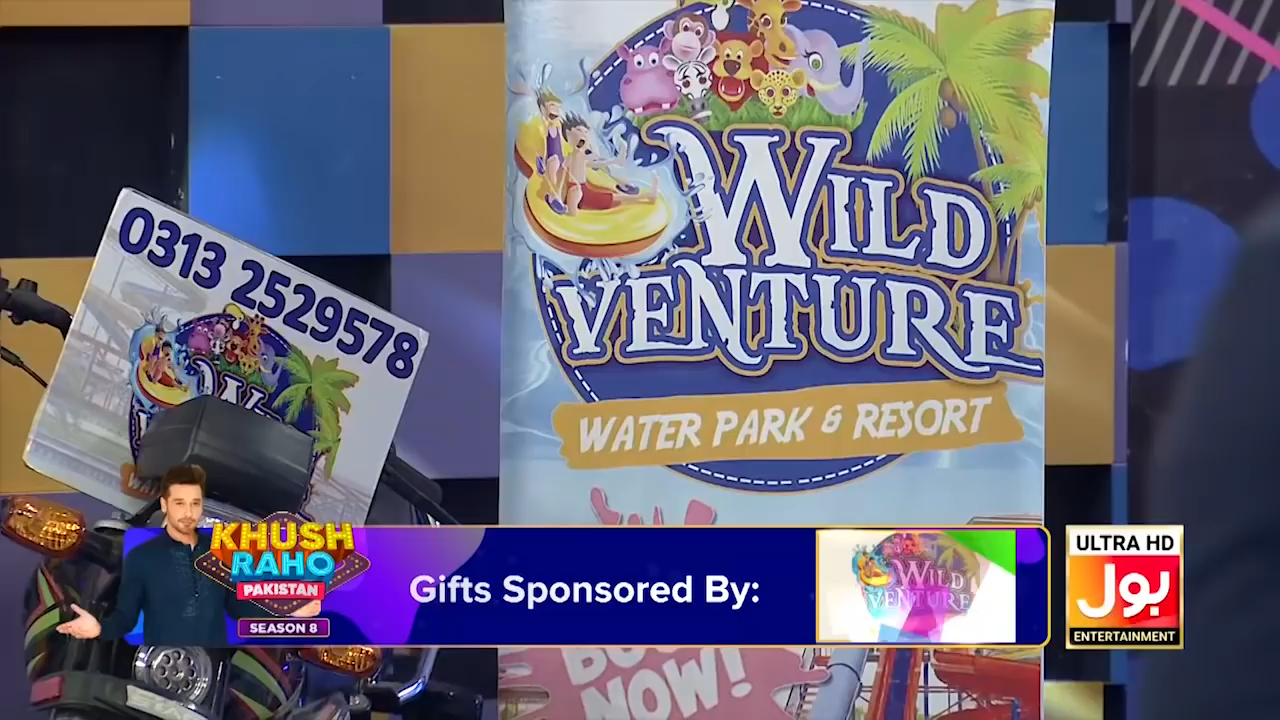 0313 2529578
WILD
VENTURE
WATER PARK & RESORT
KHUSH
RAHO
PAKISTAN
SEASON 8
Gifts Sponsored By:
WILD
VENTURE
ULTRA HD
بول
ENTERTAINMENT
NOW!